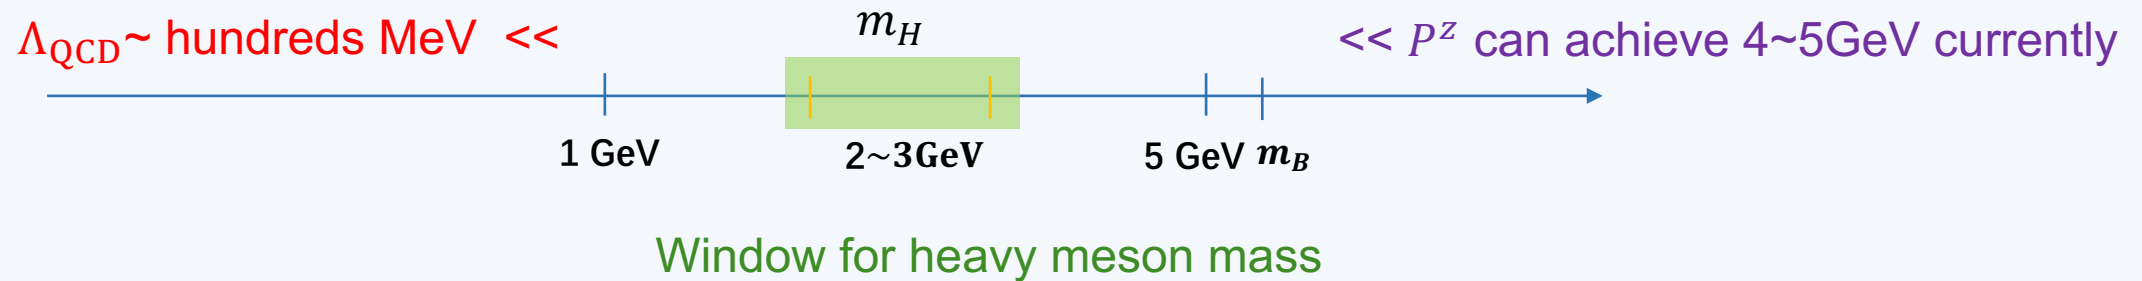 Λ_QCD~ hundreds MeV << m_H << P^z can achieve 4~5GeV currently
1 GeV 2~3GeV 5 GeV m_B
Window for heavy meson mass